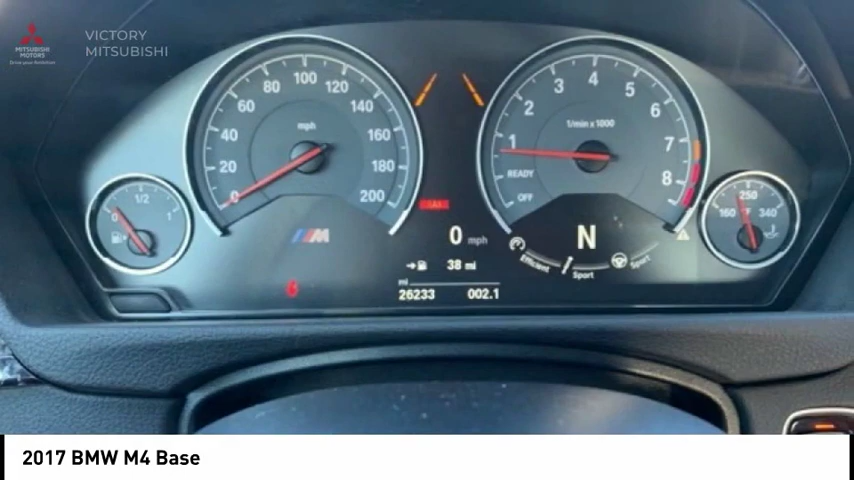 MITSUBISHI
MOTORS
Drive your Ambition
VICTORY
MITSUBISHI
0 20 40 60 80 100 120 140 160 180 200
mph
1 2 3 4 5 6 7 8
1/min x 1000
READY
OFF
0 1/2 1
160 °F 250 340
M
0 mph
N
38 mi
Efficient
Sport
Sport
mi
26233 002.1
2017 BMW M4 Base